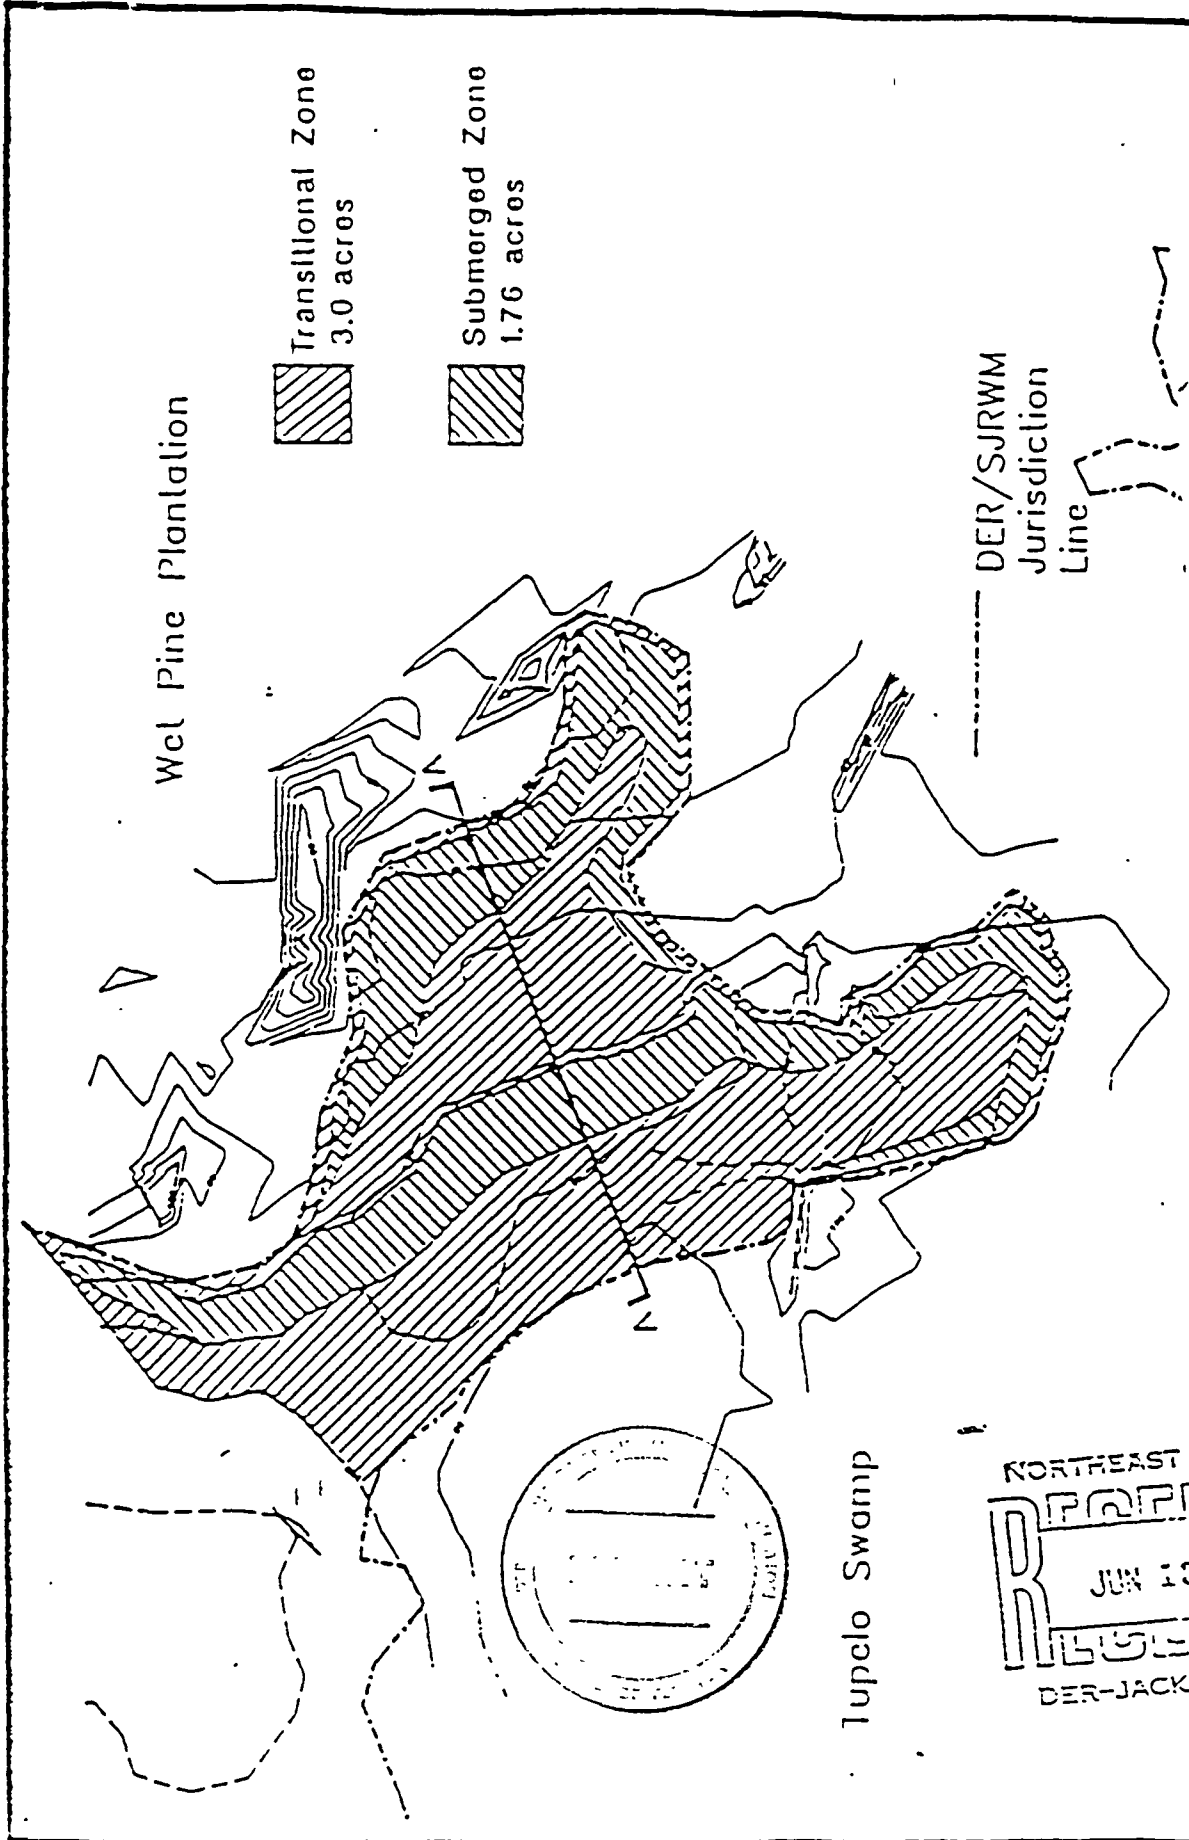 Wet Pine Plantation
Transitional Zone
3.0 acres
Submerged Zone
1.76 acres
DER/SJRWM
Jurisdiction
Line
Tupelo Swamp
NORTHEAST
JUN
DER-JACK